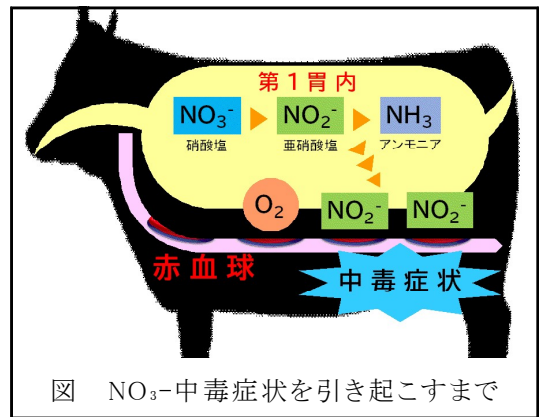 第1胃内
NO₃⁻ NO₂⁻ NH₃
硝酸塩 亜硝酸塩 アンモニア
O₂ NO₂⁻ NO₂⁻
赤血球
中毒症状
図 NO₃-中毒症状を引き起こすまで